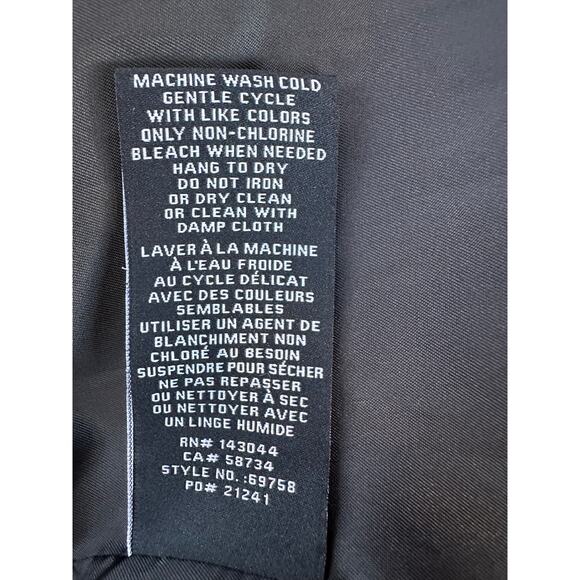 MACHINE WASH COLD
GENTLE CYCLE
WITH LIKE COLORS
ONLY NON-CHLORINE
BLEACH WHEN NEEDED
HANG TO DRY
DO NOT IRON
OR DRY CLEAN
OR CLEAN WITH
DAMP CLOTH
LAVER À LA MACHINE
À L'EAU FROIDE
AU CYCLE DÉLICAT
AVEC DES COULEURS
SEMBLABLES
UTILISER UN AGENT DE
BLANCHIMENT NON
CHLORÉ AU BESOIN
SUSPENDRE POUR SÉCHER
NE PAS REPASSER
OU NETTOYER À SEC
OU NETTOYER AVEC
UN LINGE HUMIDE
RN# 143044
CA# 58734
STYLE NO. :69758
PO# 21241